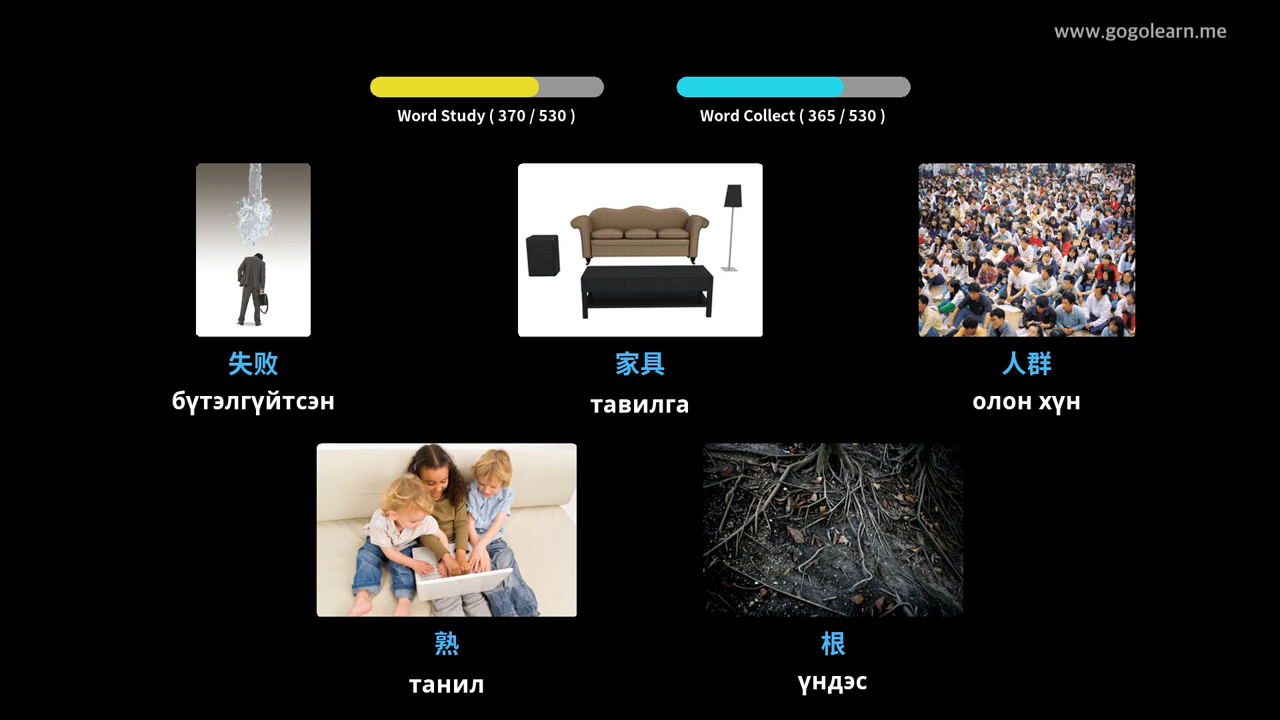 www.gogolearn.me
Word Study ( 370 / 530 )
Word Collect ( 365 / 530 )
失败
家具
人群
бүтэлгүйтсэн
тавилга
олон хүн
熟
根
танил
үндэс